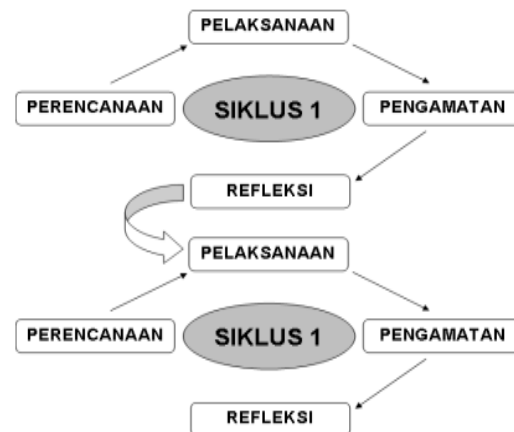 PELAKSANAAN
PERENCANAAN
SIKLUS 1
PENGAMATAN
REFLEKSI
PELAKSANAAN
PERENCANAAN
SIKLUS 1
PENGAMATAN
REFLEKSI